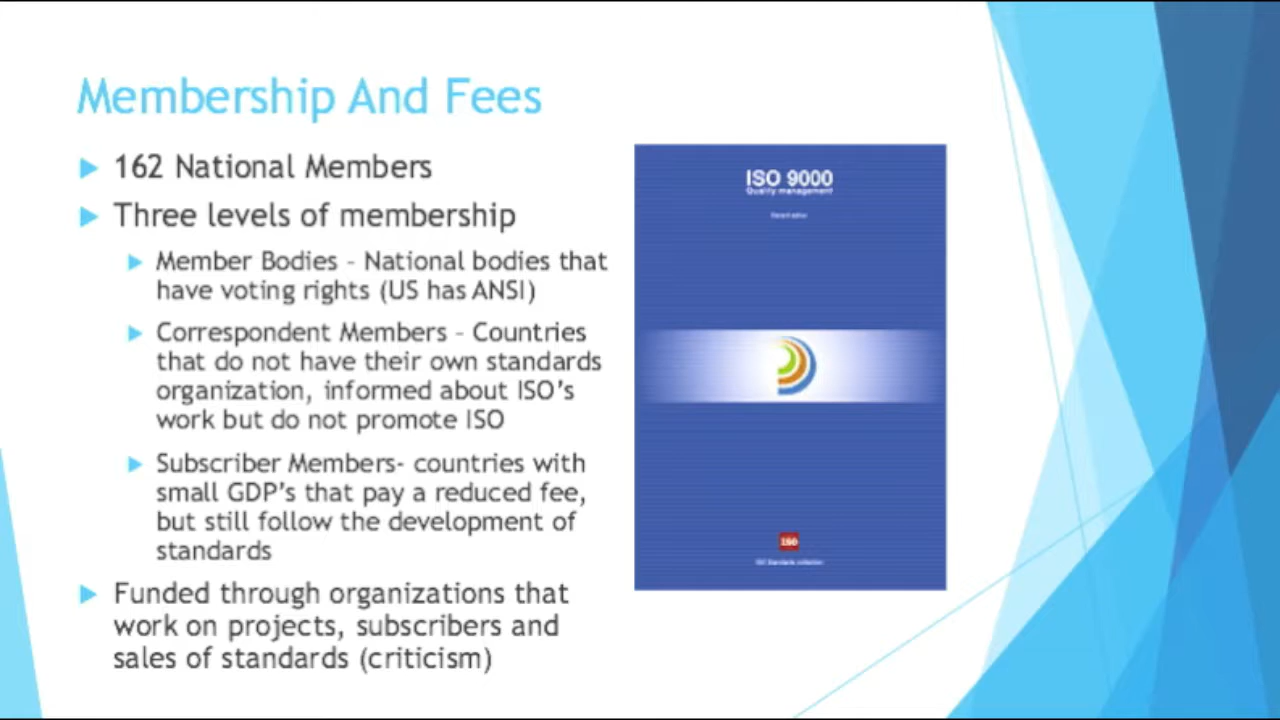 Membership And Fees
162 National Members
Three levels of membership
Member Bodies – National bodies that
have voting rights (US has ANSI)
Correspondent Members – Countries
that do not have their own standards
organization, informed about ISO's
work but do not promote ISO
Subscriber Members- countries with
small GDP's that pay a reduced fee,
but still follow the development of
standards
Funded through organizations that
work on projects, subscribers and
sales of standards (criticism)
ISO 9000
Quality management
ISO